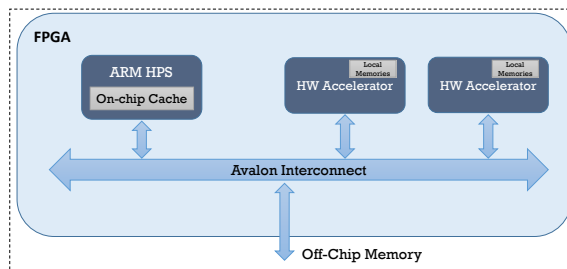 FPGA
ARM HPS
On-chip Cache
Local
Memories
HW Accelerator
Local
Memories
HW Accelerator
Avalon Interconnect
Off-Chip Memory